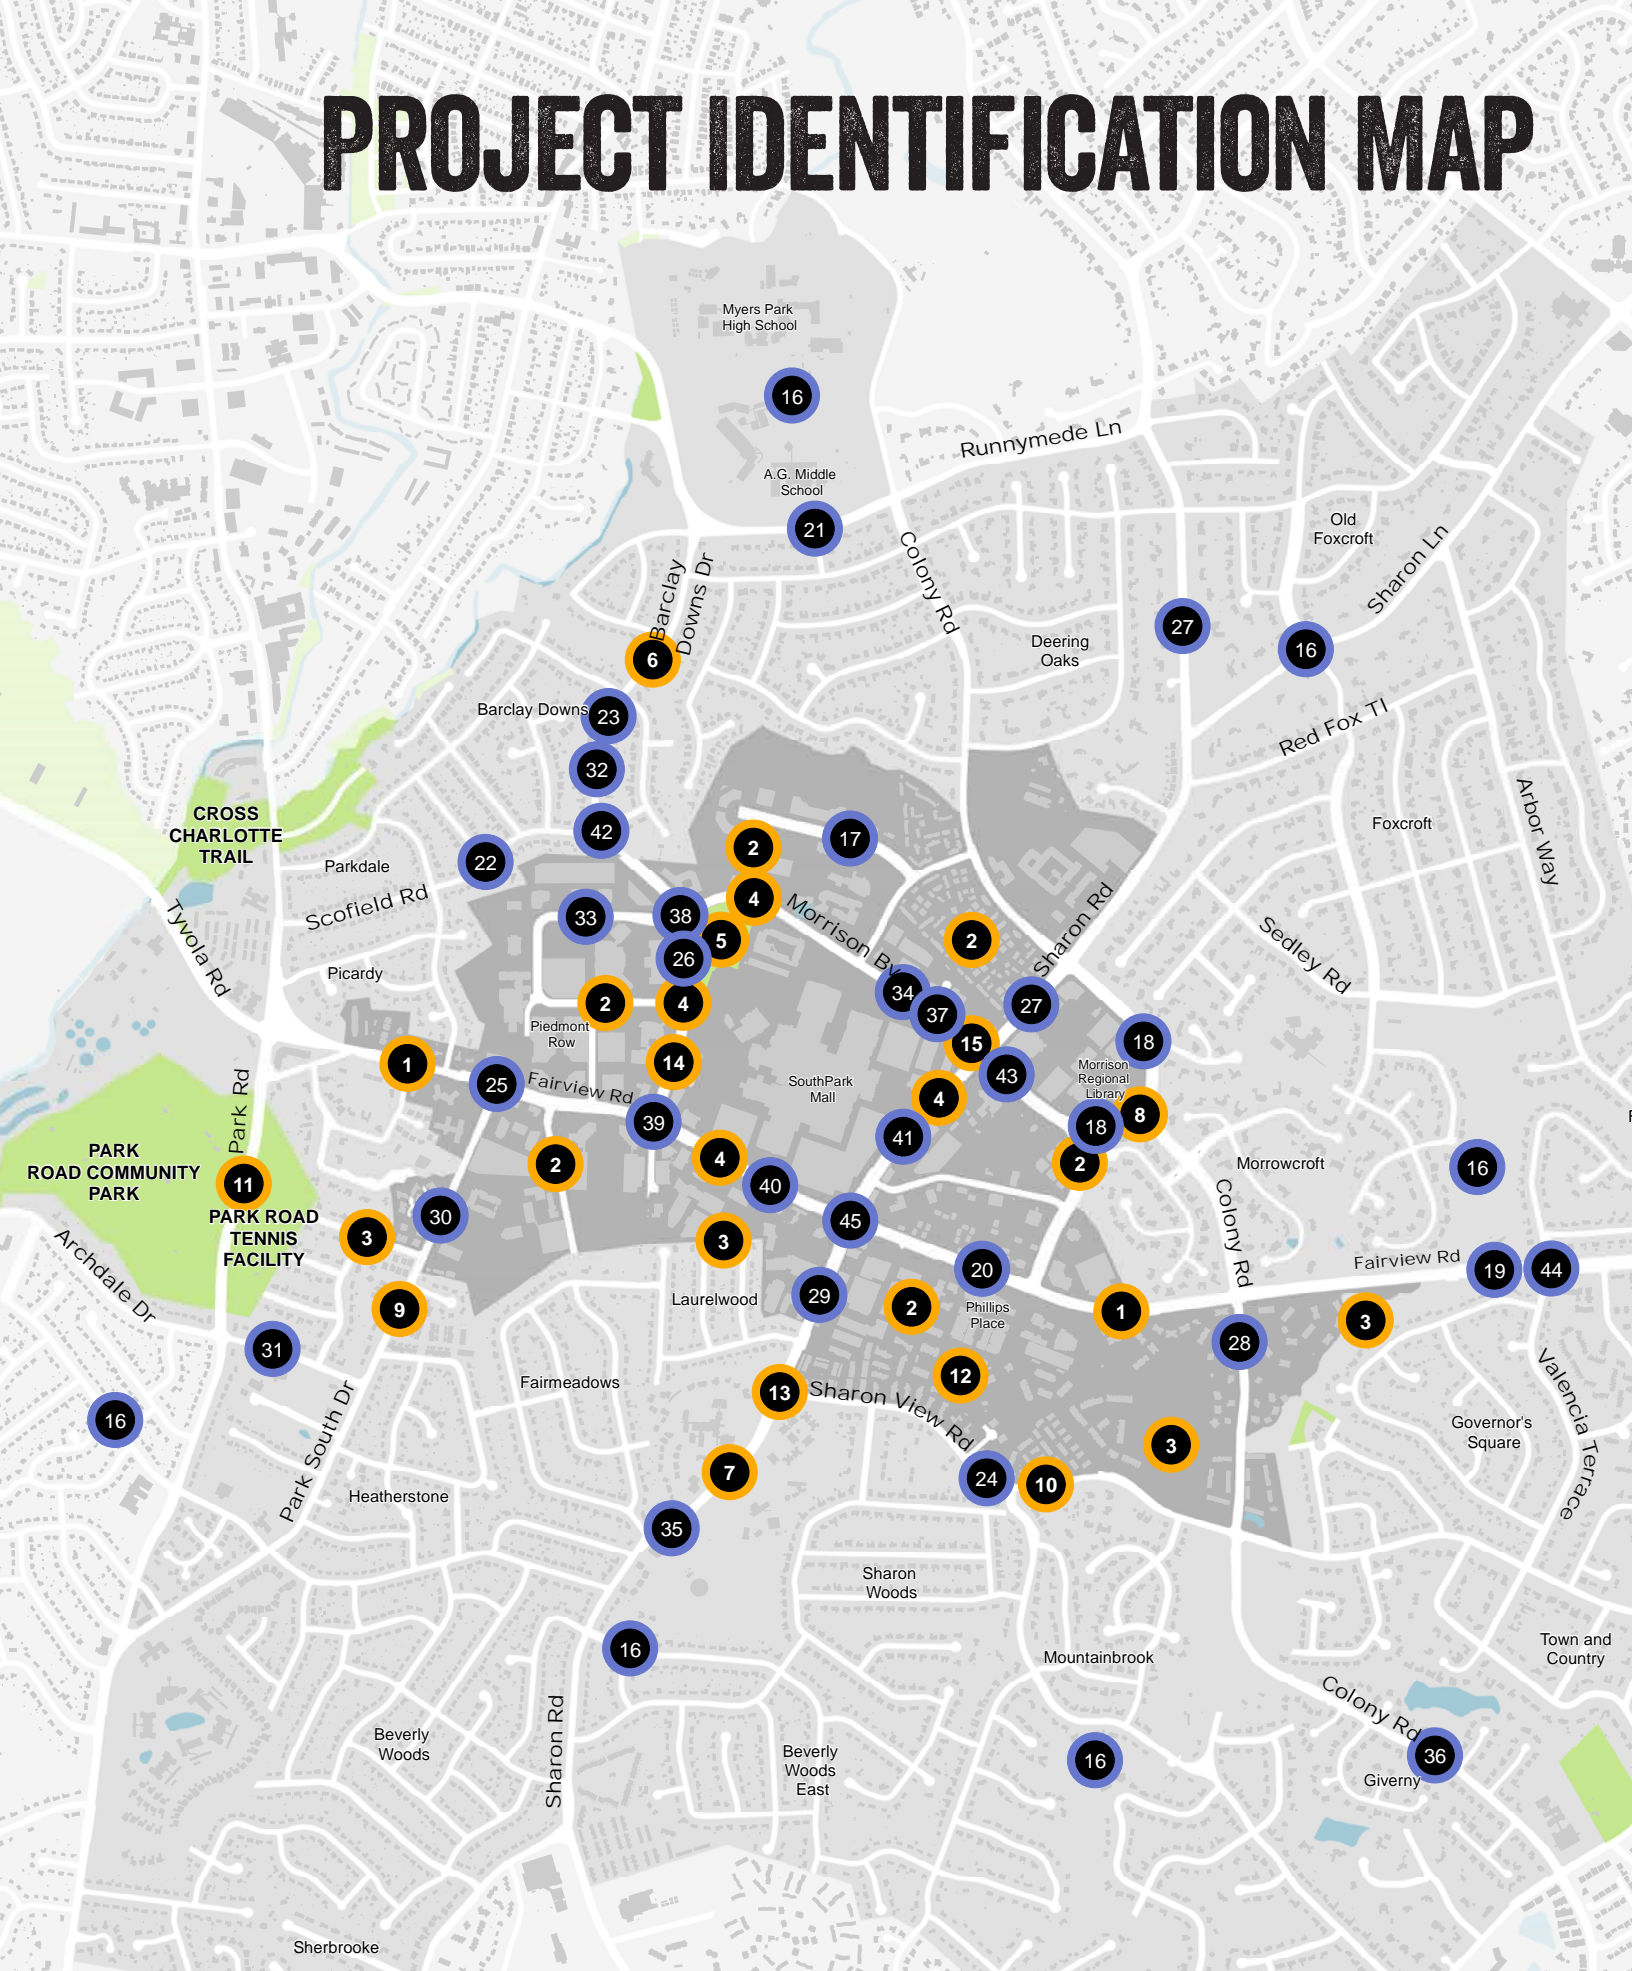 PROJECT IDENTIFICATION MAP
Myers Park
High School
16
Runnymede Ln
A.G. Middle
School
21
Old
Foxcroft
Sharon Ln
Colony Rd
Barclay
Downs Dr
27
16
Deering
Oaks
6
Barclay Downs
23
Red Fox Tl
32
Arbor Way
CROSS
CHARLOTTE
TRAIL
42
17
Foxcroft
2
22
Parkdale
Scofield Rd
4
Morrison Bv
Sharon Rd
33
38
5
2
26
Tyvola Rd
Sedley Rd
Picardy
34
2
4
27
37
Piedmont
Row
15
18
1
14
Morrison
Regional
Library
43
25
Fairview Rd
SouthPark
Mall
4
8
Park Rd
39
18
41
PARK
ROAD COMMUNITY
PARK
2
4
2
Morrowcroft
16
11
40
Colony Rd
PARK ROAD
TENNIS
FACILITY
30
45
3
3
Archdale Dr
Fairview Rd
20
19
44
Laurelwood
29
2
Phillips
Place
1
9
3
28
31
Fairmeadows
12
13
Sharon View Rd
Valencia Terrace
16
Park South Dr
Governor's
Square
3
7
24
10
Heatherstone
35
Sharon
Woods
16
Mountainbrook
Town and
Country
Sharon Rd
Colony Rd
Beverly
Woods
Beverly
Woods
East
16
36
Giverny
Sherbrooke